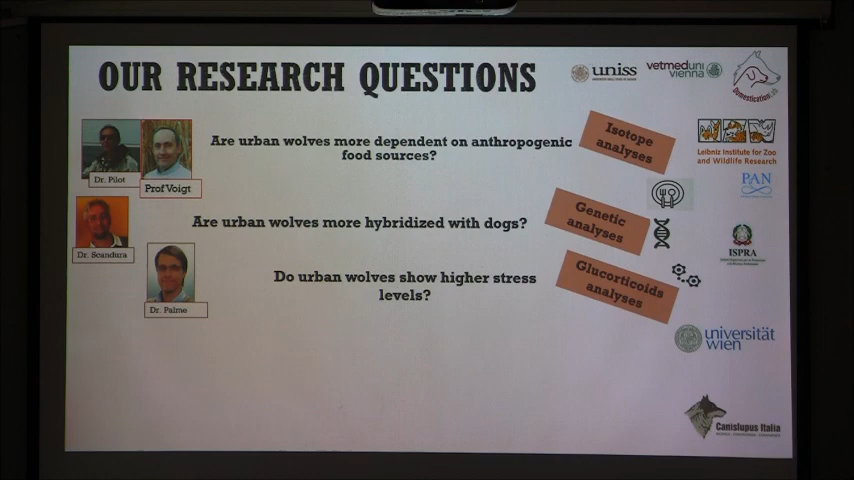 OUR RESEARCH QUESTIONS
uniss
vetmeduni
vienna
Domestication
Are urban wolves more dependent on anthropogenic
food sources?
Isotope
analyses
Leibniz Institute for Zoo
and Wildlife Research
Dr. Pilot
Prof Voigt
PAN
Are urban wolves more hybridized with dogs?
Genetic
analyses
Dr. Scandura
ISPRA
Do urban wolves show higher stress
levels?
Glucorticoids
analyses
Dr. Palme
universität
wien
Canislupus Italia